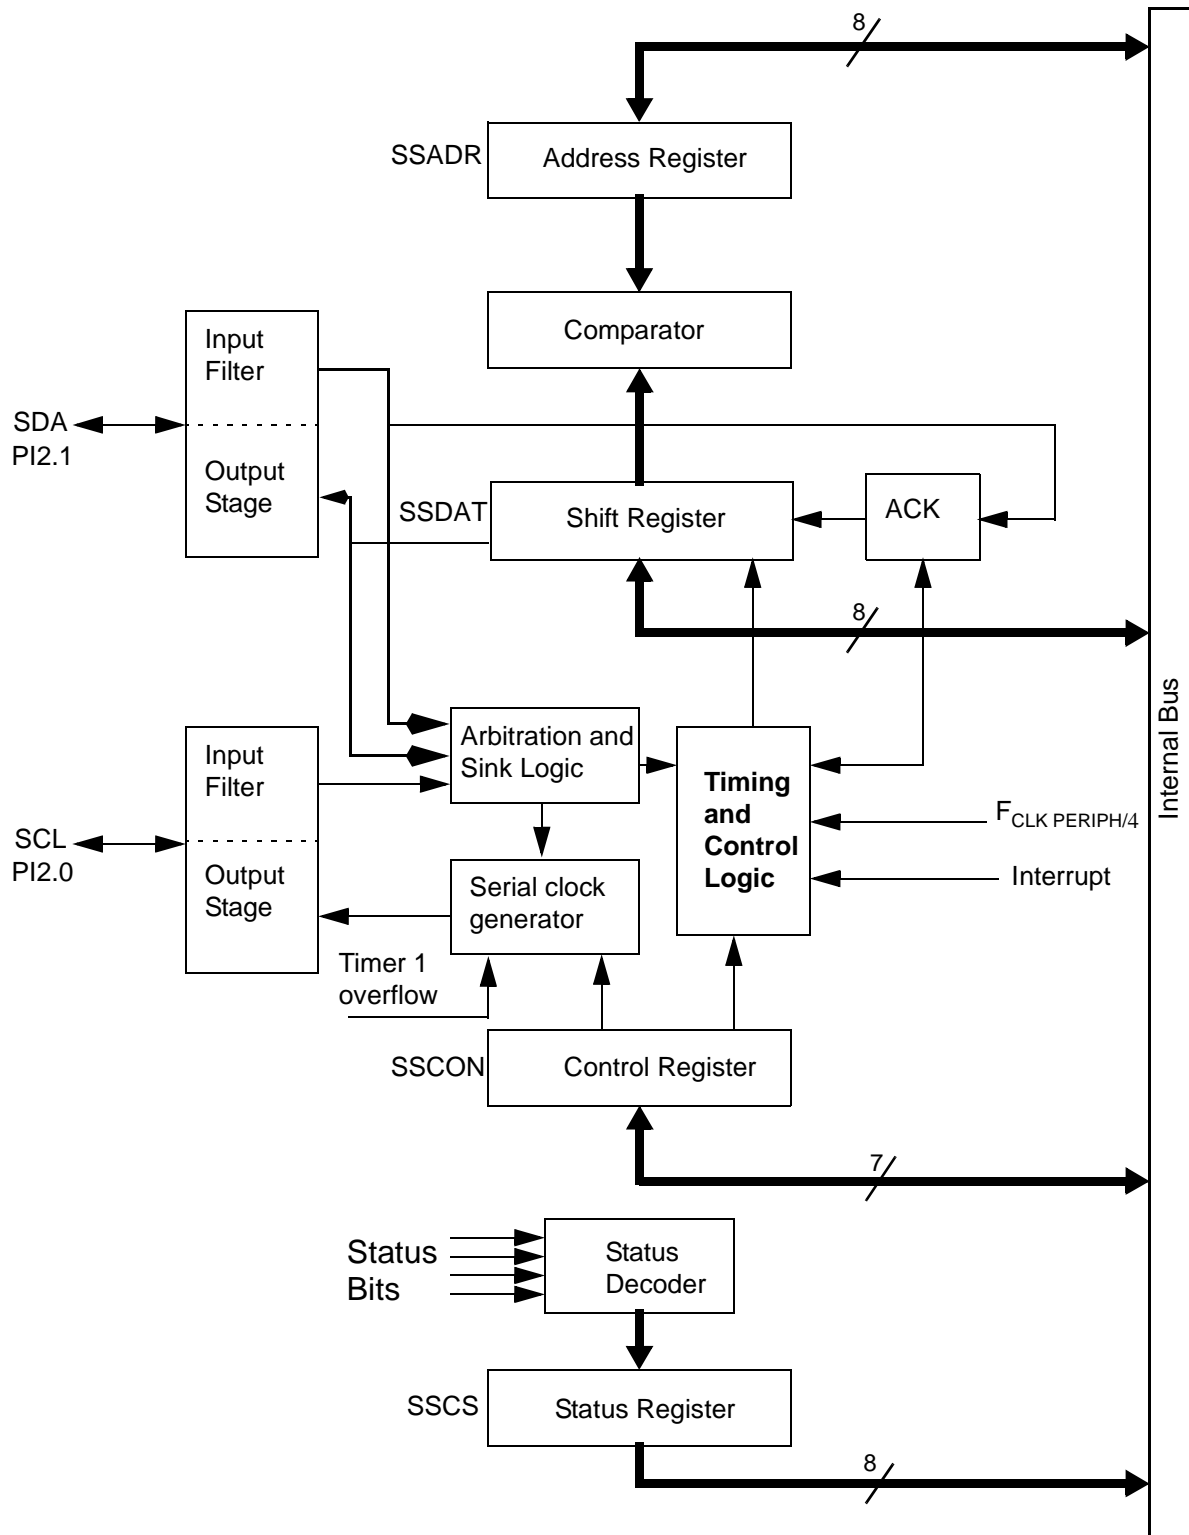 8
SSADR
Address Register
Comparator
Input
Filter
SDA
PI2.1
Output
Stage
SSDAT
Shift Register
ACK
8
Internal Bus
Input
Filter
Arbitration and
Sink Logic
Timing
and
Control
Logic
FCLK PERIPH/4
SCL
PI2.0
Output
Stage
Serial clock
generator
Interrupt
Timer 1
overflow
SSCON
Control Register
7
Status
Bits
Status
Decoder
SSCS
Status Register
8